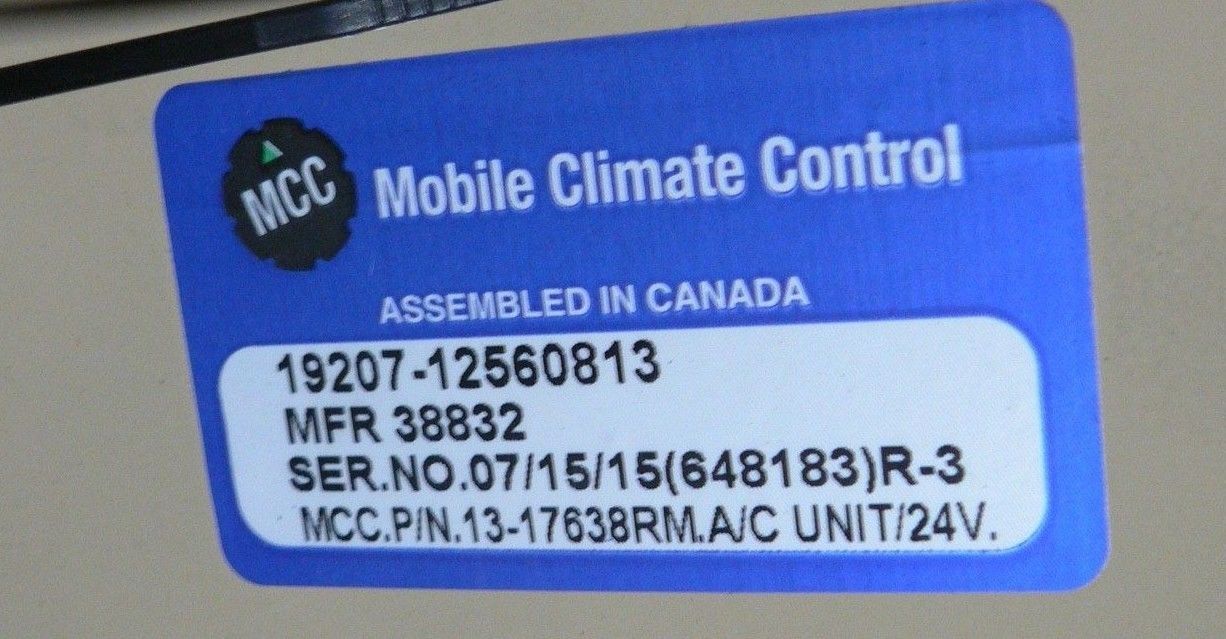 MCC
Mobile Climate Control
ASSEMBLED IN CANADA
19207-12560813
MFR 38832
SER.NO.07/15/15(648183)R-3
MCC.P/N.13-17638RM.A/C UNIT/24V.